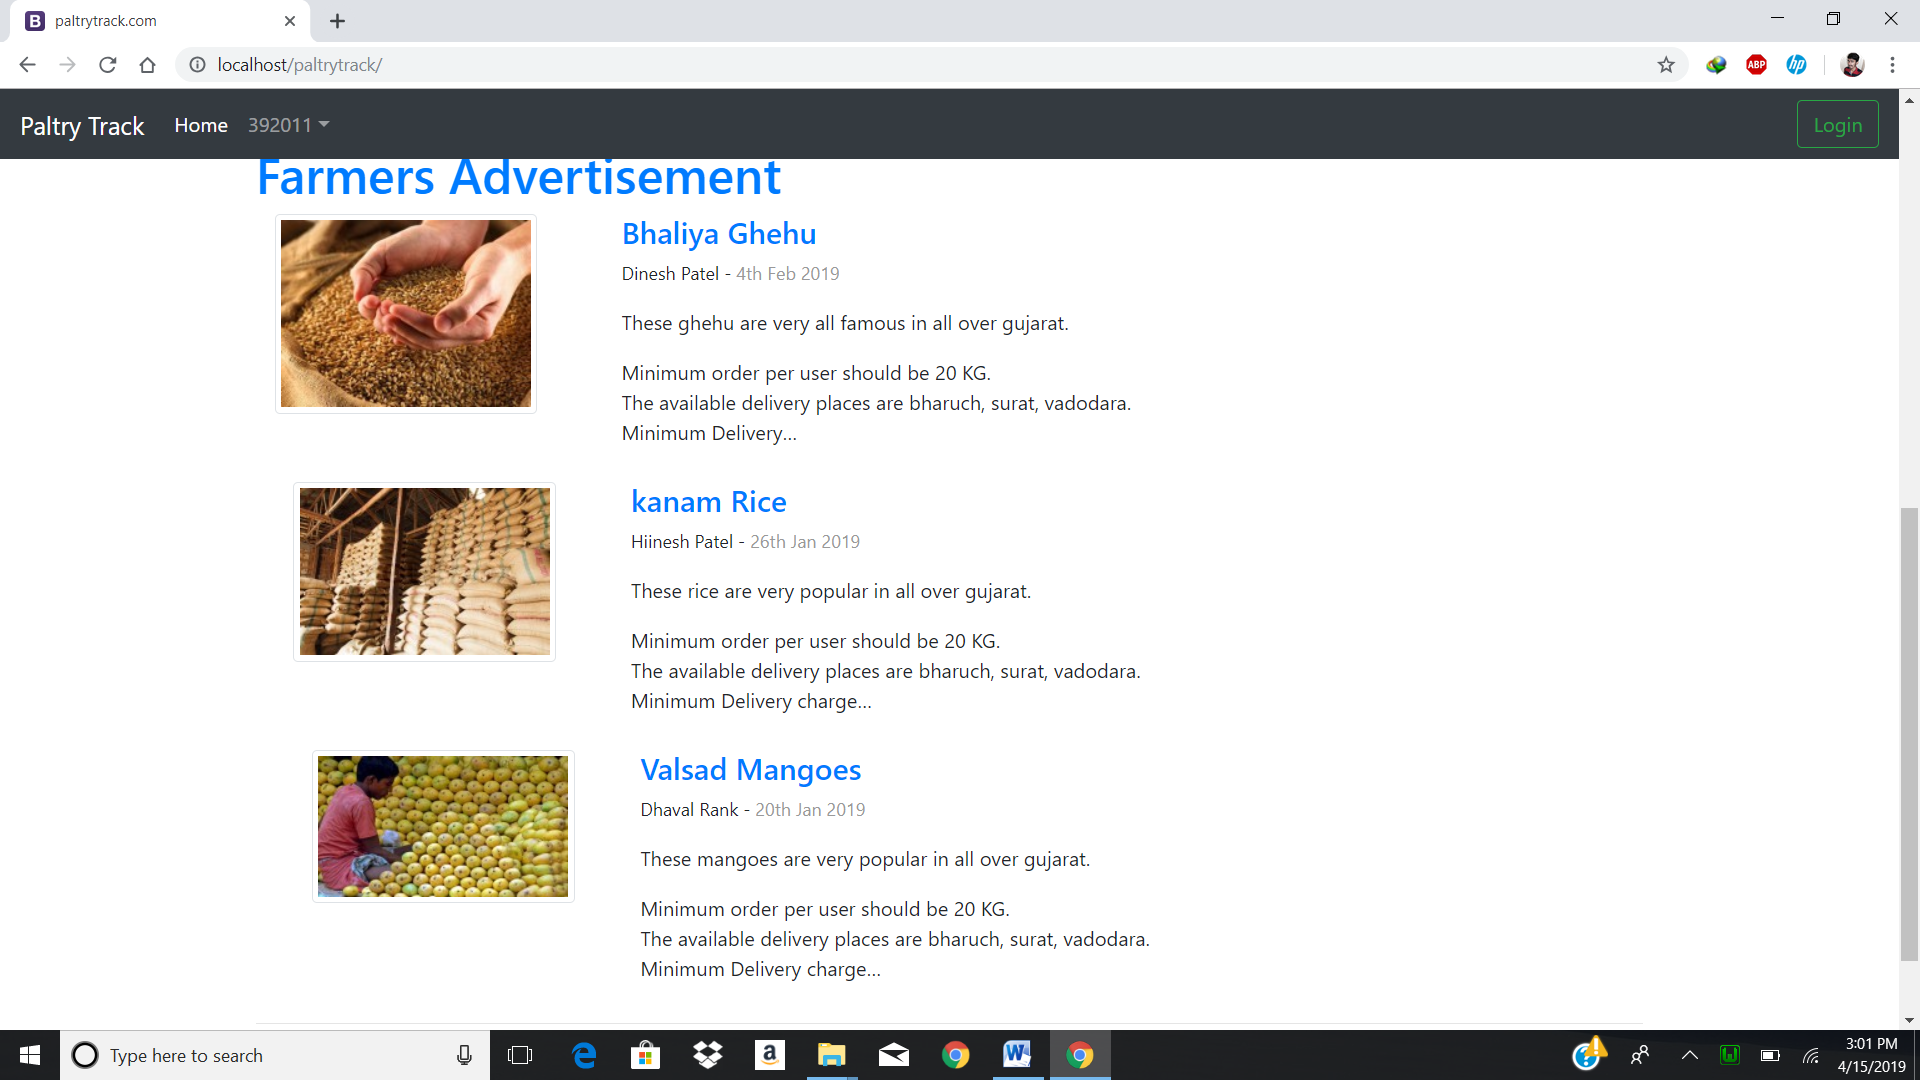 paltrytrack.com
localhost/paltrytrack/
ABP
hp
Paltry Track Home 392011 Login
Farmers Advertisement
Bhaliya Ghehu
Dinesh Patel - 4th Feb 2019
These ghehu are very all famous in all over gujarat.
Minimum order per user should be 20 KG.
The available delivery places are bharuch, surat, vadodara.
Minimum Delivery...
kanam Rice
Hiinesh Patel - 26th Jan 2019
These rice are very popular in all over gujarat.
Minimum order per user should be 20 KG.
The available delivery places are bharuch, surat, vadodara.
Minimum Delivery charge...
Valsad Mangoes
Dhaval Rank - 20th Jan 2019
These mangoes are very popular in all over gujarat.
Minimum order per user should be 20 KG.
The available delivery places are bharuch, surat, vadodara.
Minimum Delivery charge...
Type here to search
3:01 PM
4/15/2019